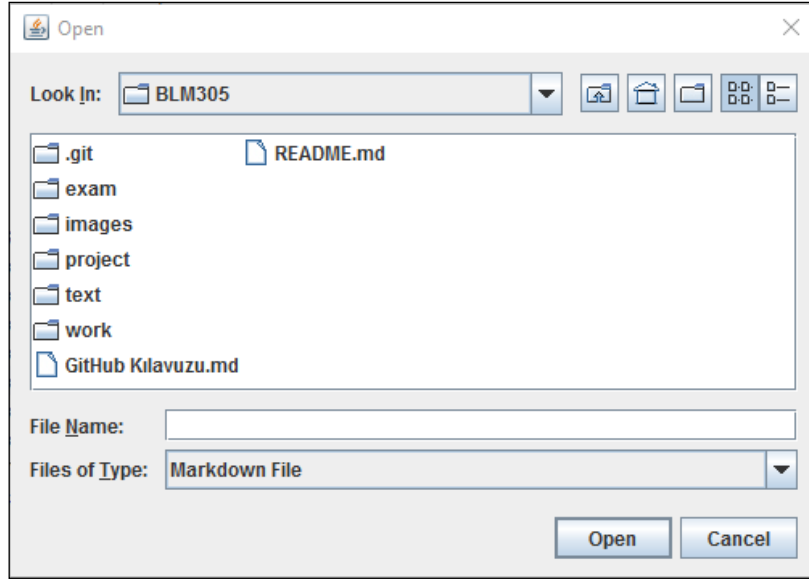 Open
Look In: BLM305
.git
exam
images
project
text
work
GitHub Kılavuzu.md
README.md
File Name:
Files of Type: Markdown File
Open Cancel